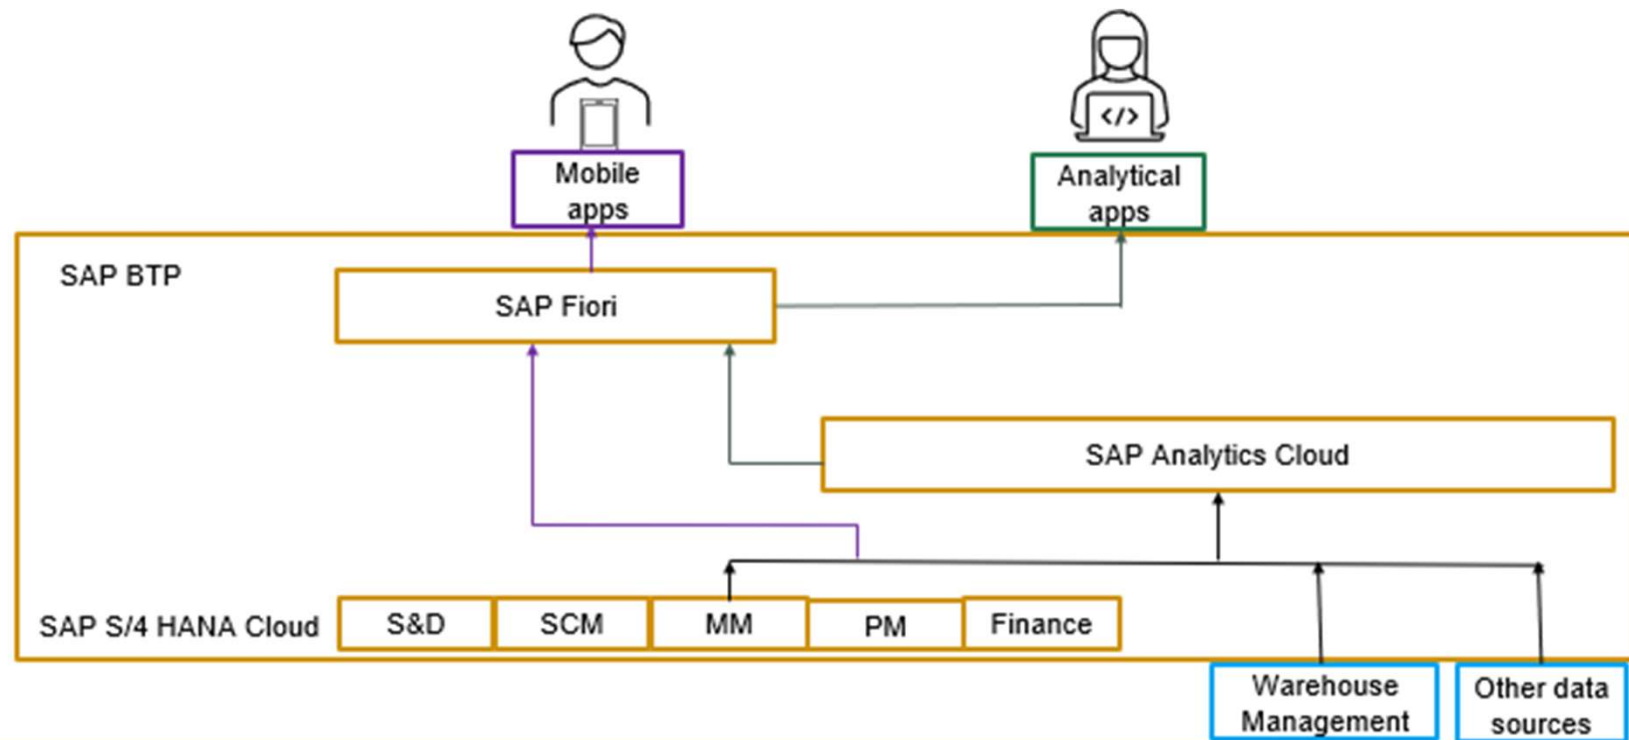 </>
Mobile
apps
Analytical
apps
SAP BTP
SAP Fiori
SAP Analytics Cloud
SAP S/4 HANA Cloud
S&D
SCM
MM
PM
Finance
Warehouse
Management
Other data
sources